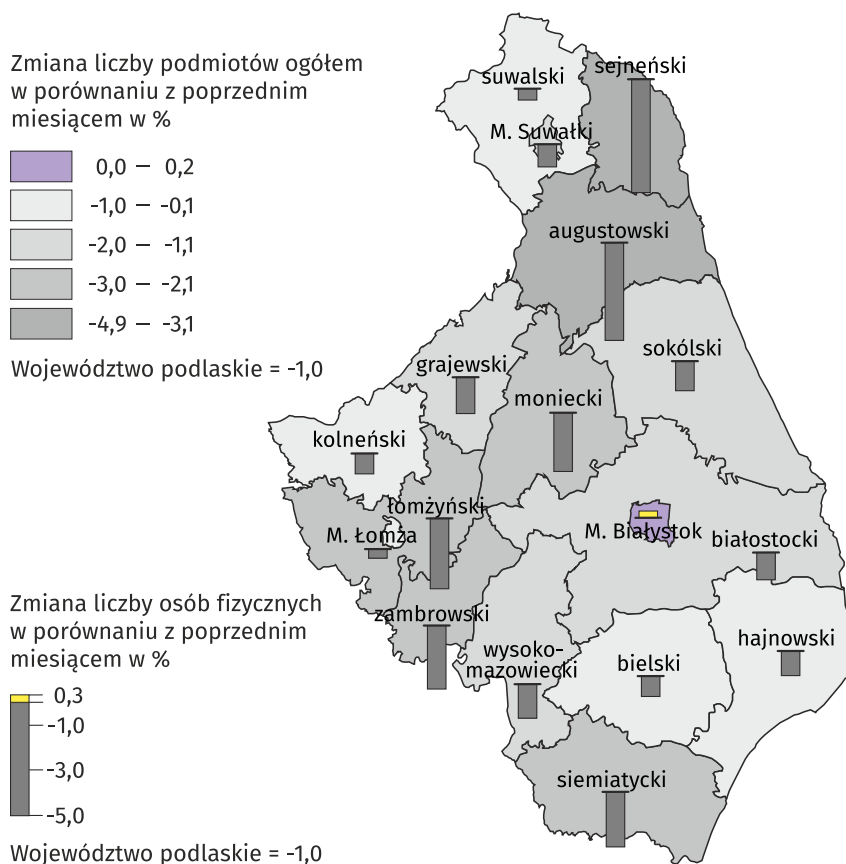 Zmiana liczby podmiotów ogółem
w porównaniu z poprzednim
miesiącem w %
0,0 – 0,2
-1,0 – -0,1
-2,0 – -1,1
-3,0 – -2,1
-4,9 – -3,1
Województwo podlaskie = -1,0
suwalski
sejneński
M. Suwałki
augustowski
sokólski
grajewski
moniecki
kolneński
łomżyński
M. Łomża
M. Białystok
białostocki
zambrowski
wysoko-
mazowiecki
bielski
hajnowski
siemiatycki
Zmiana liczby osób fizycznych
w porównaniu z poprzednim
miesiącem w %
0,3
-1,0
-3,0
-5,0
Województwo podlaskie = -1,0